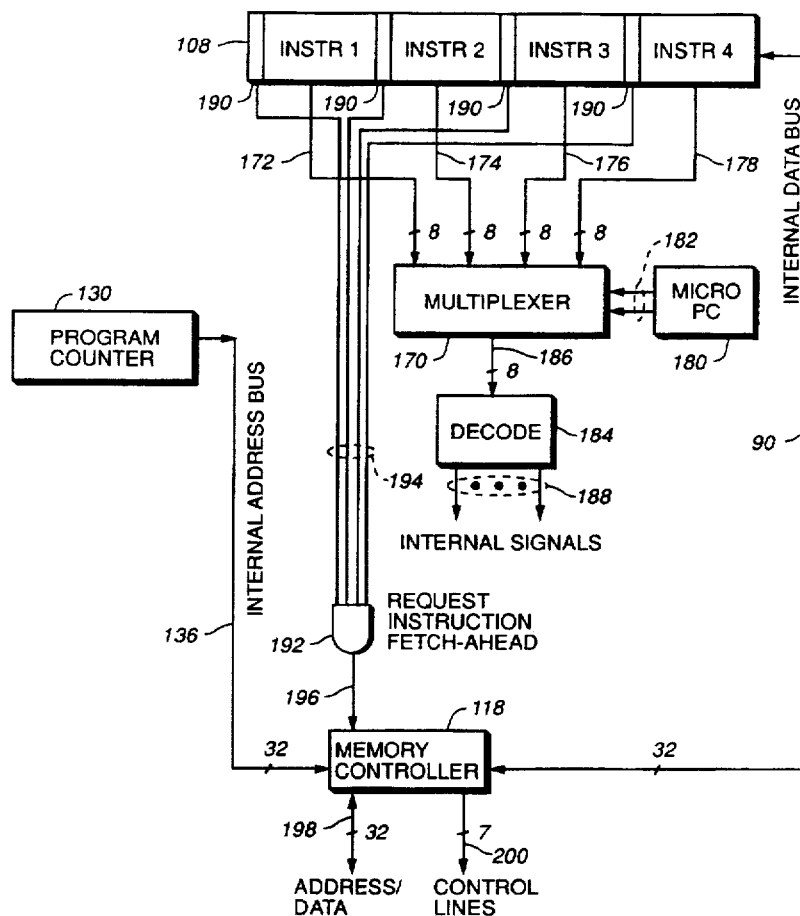 108
INSTR 1
INSTR 2
INSTR 3
INSTR 4
190
190
190
190
172
174
176
178
INTERNAL DATA BUS
8
8
8
8
182
MULTIPLEXER
MICRO
PC
170
186
180
8
130
PROGRAM
COUNTER
DECODE
184
90
194
188
INTERNAL SIGNALS
INTERNAL ADDRESS BUS
136
192
REQUEST
INSTRUCTION
FETCH-AHEAD
196
118
32
MEMORY
CONTROLLER
32
198
32
7
200
ADDRESS/
DATA
CONTROL
LINES